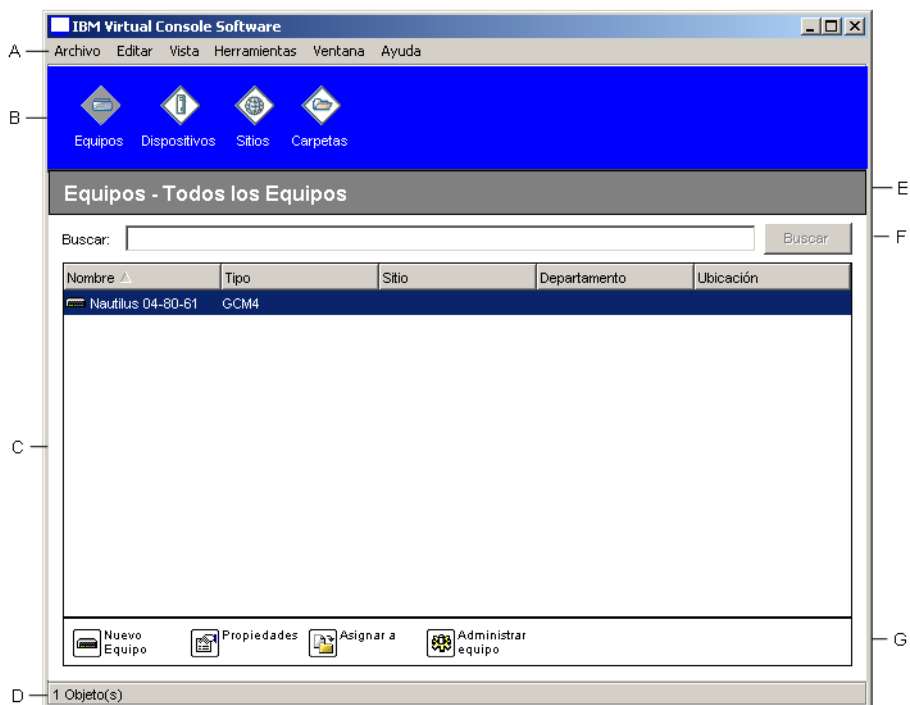 IBM Virtual Console Software
A
Archivo Editar Vista Herramientas Ventana Ayuda
B
Equipos Dispositivos Sitios Carpetas
Equipos - Todos los Equipos
E
Buscar:
Buscar
F
Nombre Tipo Sitio Departamento Ubicación
Nautilus 04-80-61 GCM4
C
Nuevo Equipo
Propiedades
Asignar a
Administrar equipo
G
D
1 Objeto(s)